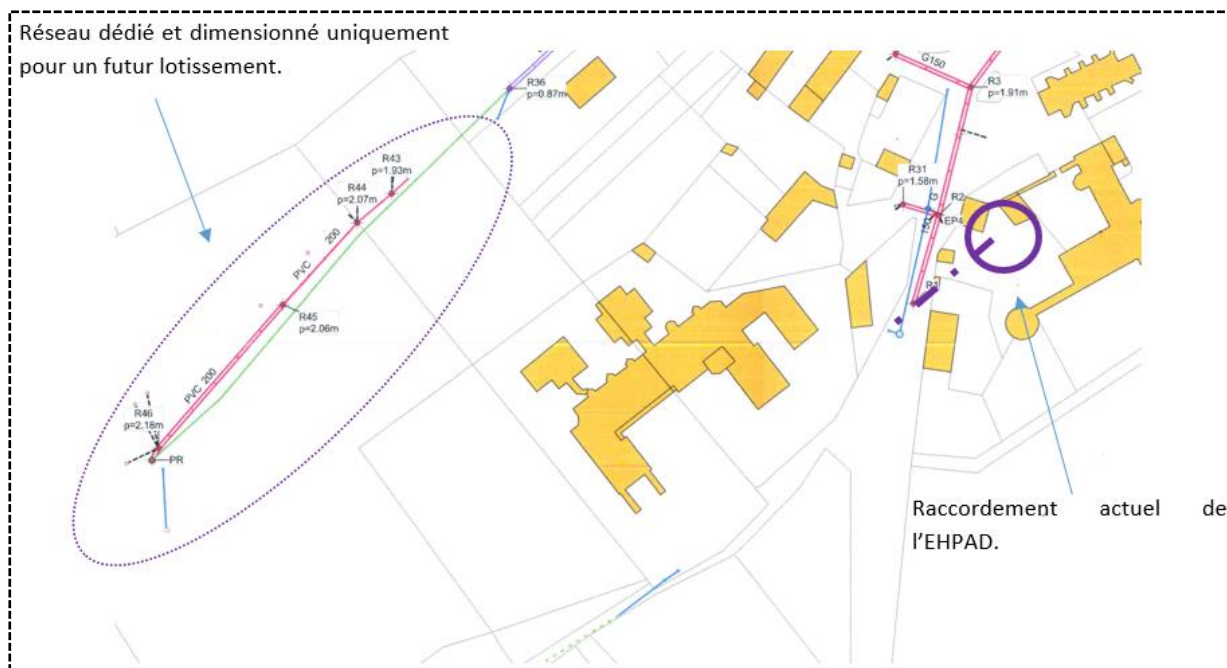 Réseau dédié et dimensionné uniquement
pour un futur lotissement.
R36
p=0.87m
G150
R3
p=1.91m
R43
p=1.93m
R44
p=2.07m
R31
p=1.58m
G
150
R2
EP4
PVC 200
R45
p=2.06m
R1
PVC 200
R46
p=2.18m
PR
Raccordement actuel de
l'EHPAD.